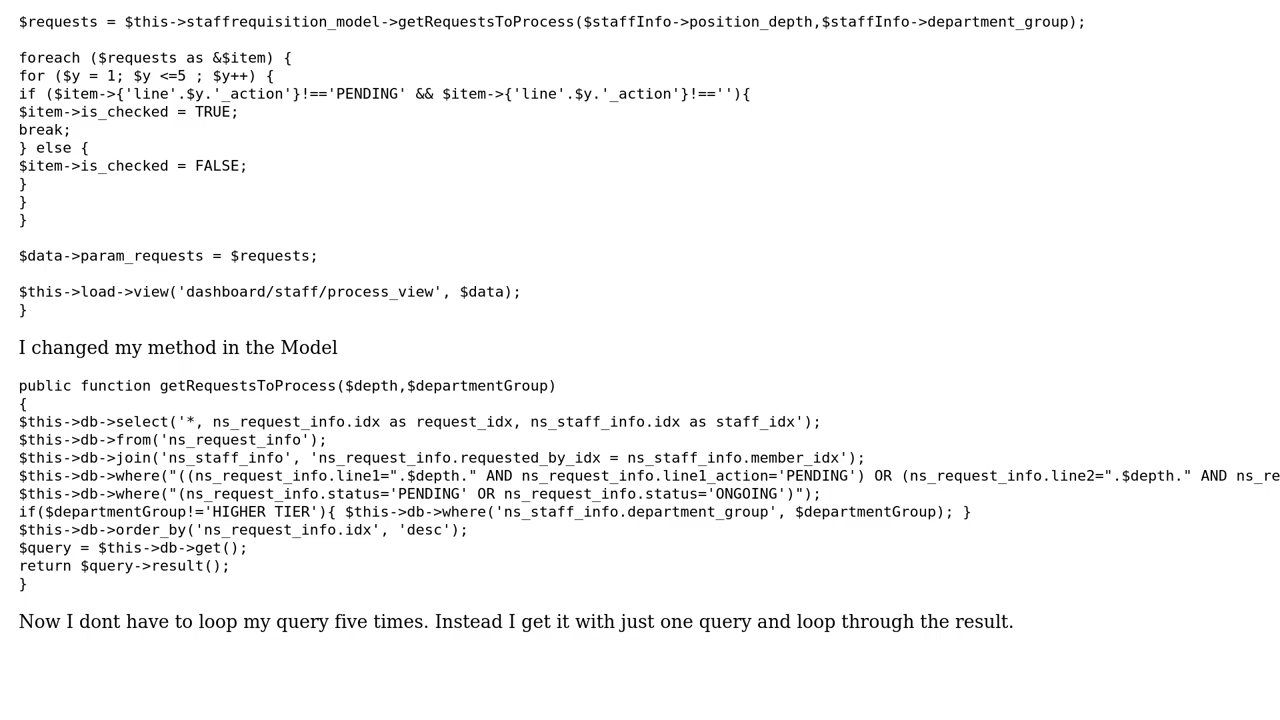 $requests = $this->staffrequisition_model->getRequestsToProcess($staffInfo->position_depth,$staffInfo->department_group);
foreach ($requests as &$item) {
for ($y = 1; $y <=5 ; $y++) {
if ($item->{'line'.$y.'_action'}!=='PENDING' && $item->{'line'.$y.'_action'}!==''){
$item->is_checked = TRUE;
break;
} else {
$item->is_checked = FALSE;
}
}
}
$data->param_requests = $requests;
$this->load->view('dashboard/staff/process_view', $data);
}
I changed my method in the Model
public function getRequestsToProcess($depth,$departmentGroup)
{
$this->db->select('*, ns_request_info.idx as request_idx, ns_staff_info.idx as staff_idx');
$this->db->from('ns_request_info');
$this->db->join('ns_staff_info', 'ns_request_info.requested_by_idx = ns_staff_info.member_idx');
$this->db->where("((ns_request_info.line1=".$depth." AND ns_request_info.line1_action='PENDING') OR (ns_request_info.line2=".$depth." AND ns_re
$this->db->where("(ns_request_info.status='PENDING' OR ns_request_info.status='ONGOING')");
if($departmentGroup!='HIGHER TIER'){ $this->db->where('ns_staff_info.department_group', $departmentGroup); }
$this->db->order_by('ns_request_info.idx', 'desc');
$query = $this->db->get();
return $query->result();
}
Now I dont have to loop my query five times. Instead I get it with just one query and loop through the result.